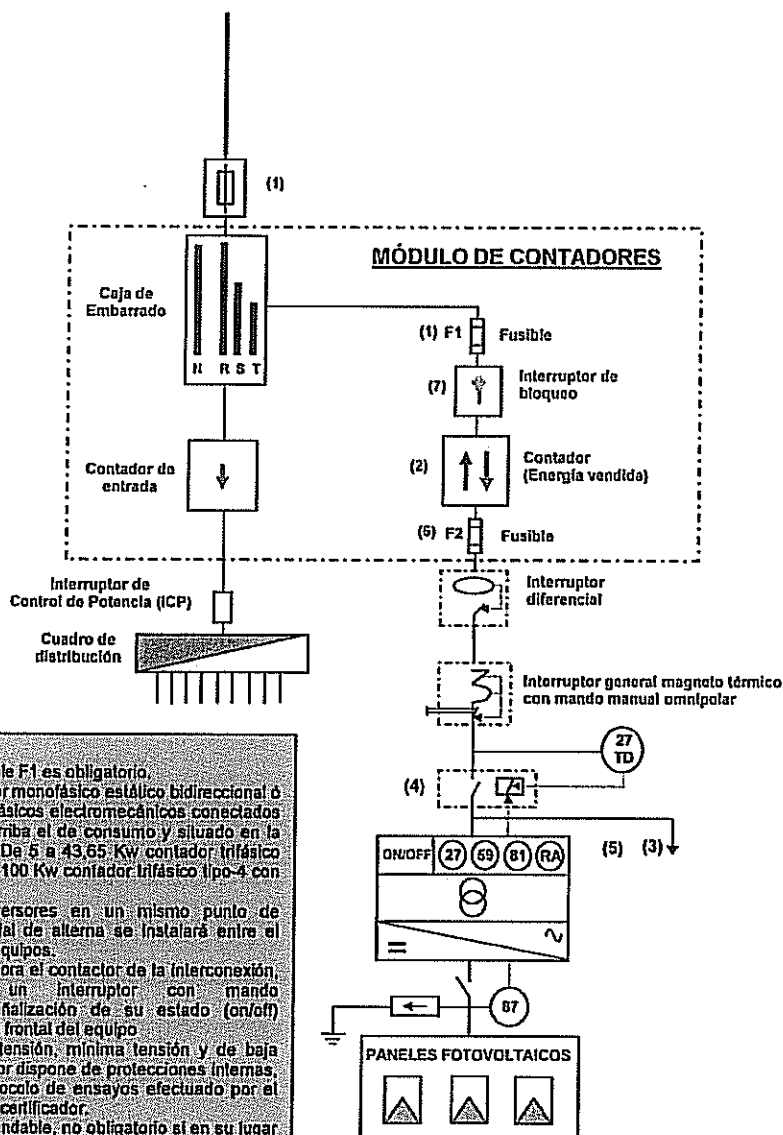 (1)
MÓDULO DE CONTADORES
Caja de
Embarrado
N R S T
(1) F1 Fusible
(7)
Interruptor de
bloqueo
Contador de
entrada
(2)
Contador
(Energía vendida)
(6) F2 Fusible
Interruptor de
Control de Potencia (ICP)
Interruptor
diferencial
Cuadro de
distribución
Interruptor general magneto térmico
con mando manual omnipolar
27
TD
(4)
ON/OFF 27 59 81 RA (5) (3)
87
PANELES FOTOVOLTAICOS
le F1 es obligatorio.
or monofásico estático bidireccional ó
ásicos electromecánicos conectados
rriba el de consumo y situado en la
De 5 a 43,65 Kw contador trifásico
100 Kw contador trifásico tipo-4 con
ersores en un mismo punto de
ial de alterna se instalará entre el
quipos.
ora el contactor de la interconexión,
un interruptor con mando
ñalización de su estado (on/off)
frontal del equipo
tensión, mínima tensión y de baja
or dispone de protecciones internas,
ocolo de ensayos efectuado por el
certificador.
ndable, no obligatorio si en su lugar